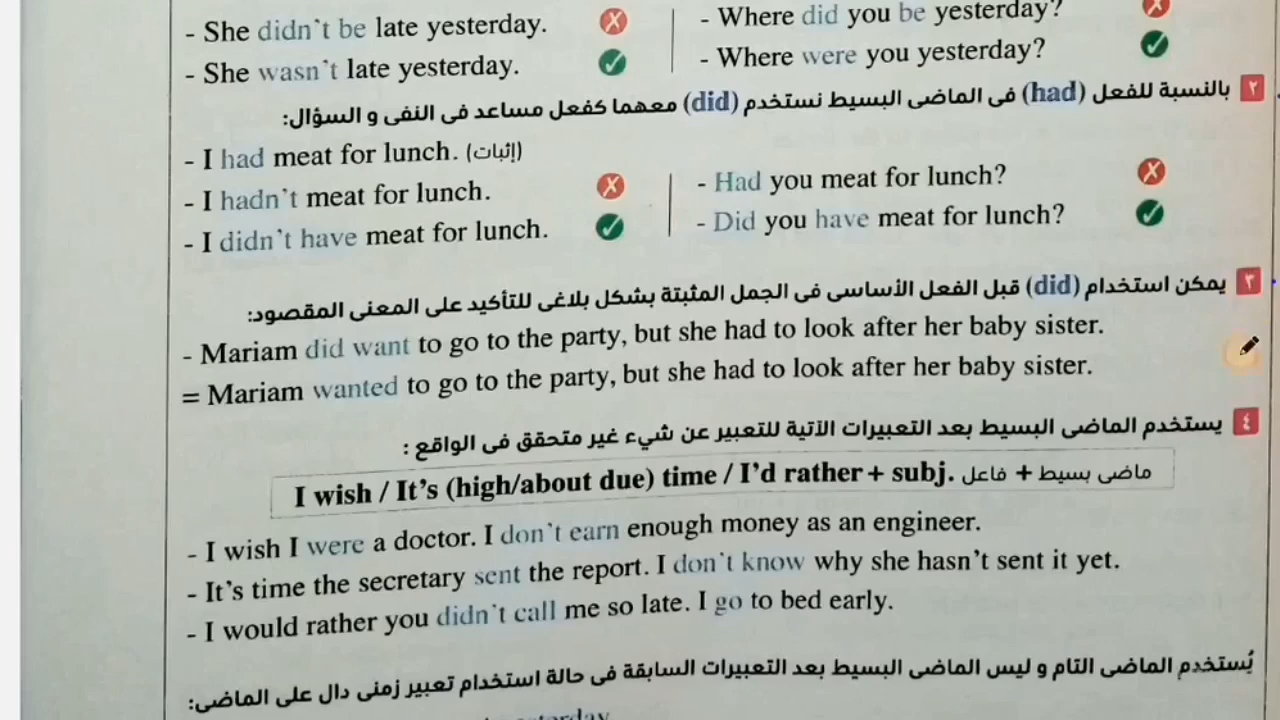 - She didn't be late yesterday.
- Where did you be yesterday?
- She wasn't late yesterday.
- Where were you yesterday?
٢ بالنسبة للفعل (had) فى الماضى البسيط نستخدم (did) معهما كفعل مساعد فى النفى و السؤال:
- I had meat for lunch. (إثبات)
- I hadn't meat for lunch.
- Had you meat for lunch?
- I didn't have meat for lunch.
- Did you have meat for lunch?
٣ يمكن استخدام (did) قبل الفعل الأساسى فى الجمل المثبتة بشكل بلاغى للتأكيد على المعنى المقصود:
- Mariam did want to go to the party, but she had to look after her baby sister.
= Mariam wanted to go to the party, but she had to look after her baby sister.
٤ يستخدم الماضى البسيط بعد التعبيرات الآتية للتعبير عن شيء غير متحقق فى الواقع :
I wish / It's (high/about due) time / I'd rather + subj. ماضى بسيط + فاعل
- I wish I were a doctor. I don't earn enough money as an engineer.
- It's time the secretary sent the report. I don't know why she hasn't sent it yet.
- I would rather you didn't call me so late. I go to bed early.
يُستخدم الماضى التام و ليس الماضى البسيط بعد التعبيرات السابقة فى حالة استخدام تعبير زمنى دال على الماضى:
yesterday